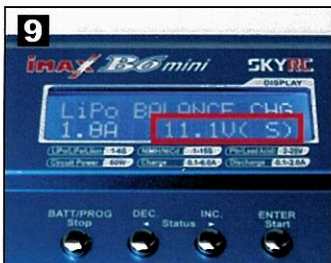 9
iMAX B6 mini SKYRC
DISPLAY
LiPo BALANCE CHG
1.8A 11.1V( S)
LiPo/LiFe/LiIon 1-6S NiMH/NiCd 1-15S Pb/Lead Acid 2-20V
Circuit Power 60W Charge 0.1-6.0A Discharge 0.1-2.0A
BATT/PROG DEC. INC. ENTER
Stop ◄ Status ► Start